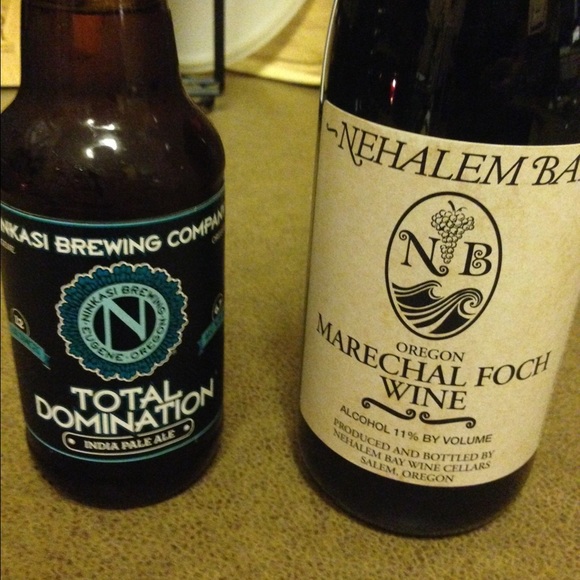 NINKASI BREWING COMPANY
NINKASI BREWING
N
EUGENE · OREGON
12
TOTAL
DOMINATION
INDIA PALE ALE
NEHALEM BA
N B
OREGON
MARECHAL FOCH
WINE
ALCOHOL 11% BY VOLUME
PRODUCED AND BOTTLED BY
NEHALEM BAY WINE CELLARS
SALEM, OREGON